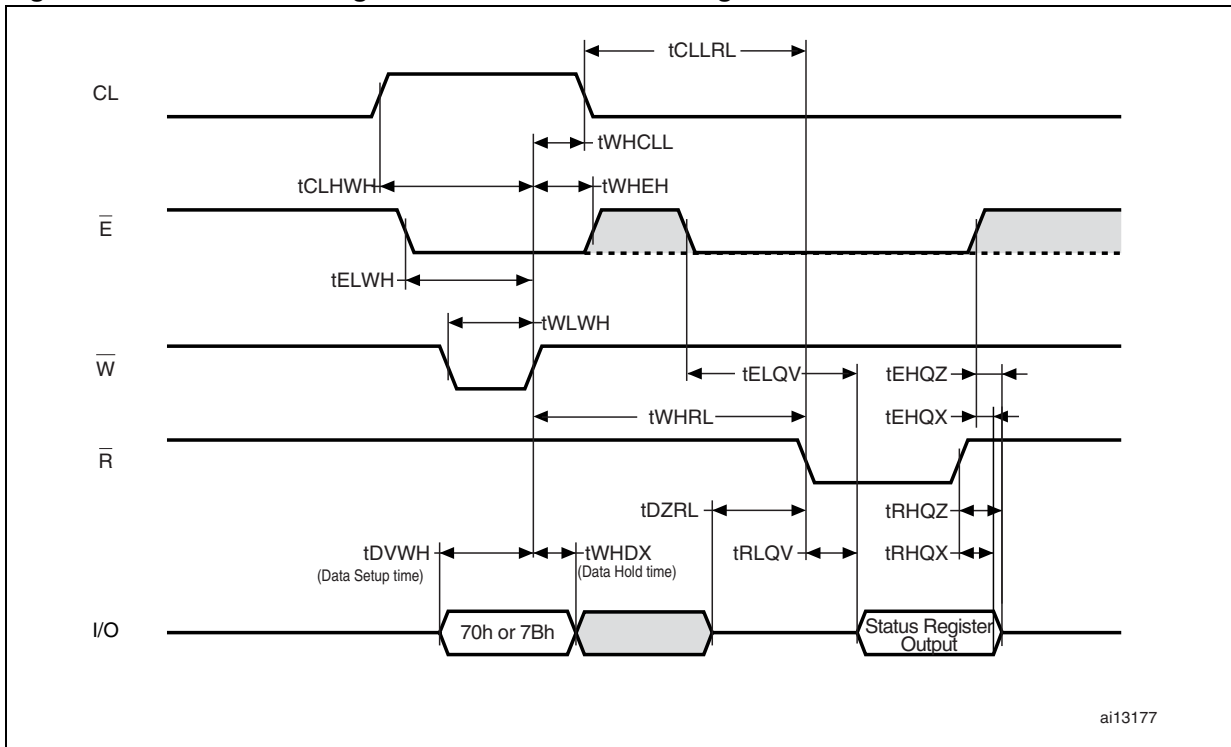 tCLLRL
CL
tWHCLL
tCLHWH
tWHEH
E
tELWH
tWLWH
W
tELQV
tEHQZ
tWHRL
tEHQX
R
tDZRL
tRHQZ
tDVWH
(Data Setup time)
tWHDX
(Data Hold time)
tRLQV
tRHQX
I/O
70h or 7Bh
Status Register
Output
ai13177